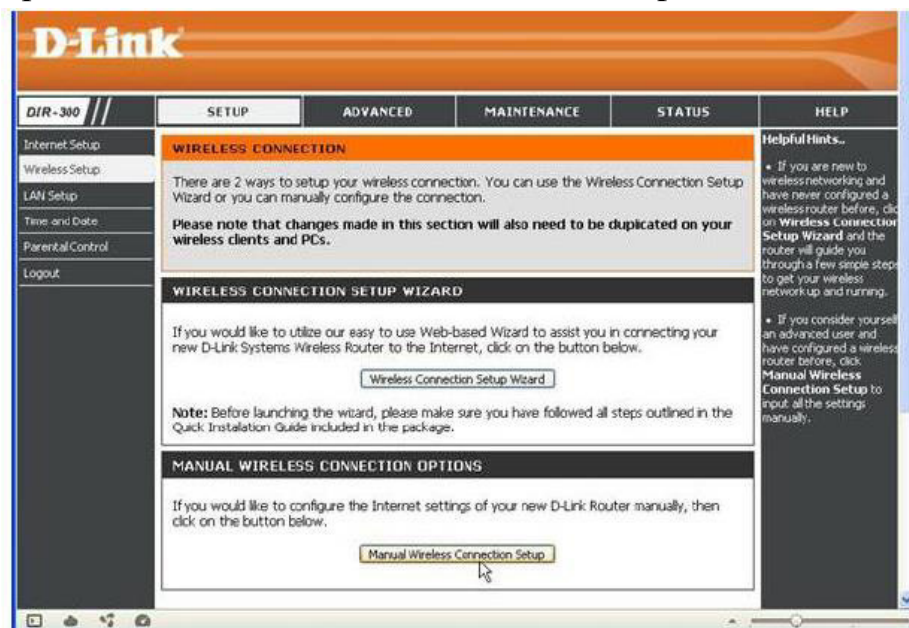 D-Link
DIR-300
SETUP
ADVANCED
MAINTENANCE
STATUS
HELP
Internet Setup
Wireless Setup
LAN Setup
Time and Date
Parental Control
Logout
WIRELESS CONNECTION
There are 2 ways to setup your wireless connection. You can use the Wireless Connection Setup
Wizard or you can manually configure the connection.
Please note that changes made in this section will also need to be duplicated on your
wireless clients and PCs.
WIRELESS CONNECTION SETUP WIZARD
If you would like to utilize our easy to use Web-based Wizard to assist you in connecting your
new D-Link Systems Wireless Router to the Internet, click on the button below.
Wireless Connection Setup Wizard
Note: Before launching the wizard, please make sure you have followed all steps outlined in the
Quick Instalation Guide included in the package.
MANUAL WIRELESS CONNECTION OPTIONS
If you would like to configure the Internet settings of your new D-Link Router manually, then
click on the button below.
Manual Wireless Connection Setup
Helpful Hints..
• If you are new to
wireless networking and
have never configured a
wireless router before, clic
on Wireless Connection
Setup Wizard and the
router will guide you
through a few simple steps
to get your wireless
network up and running.
• If you consider yourself
an advanced user and
have configured a wireless
router before, click
Manual Wireless
Connection Setup to
input all the settings
manually.